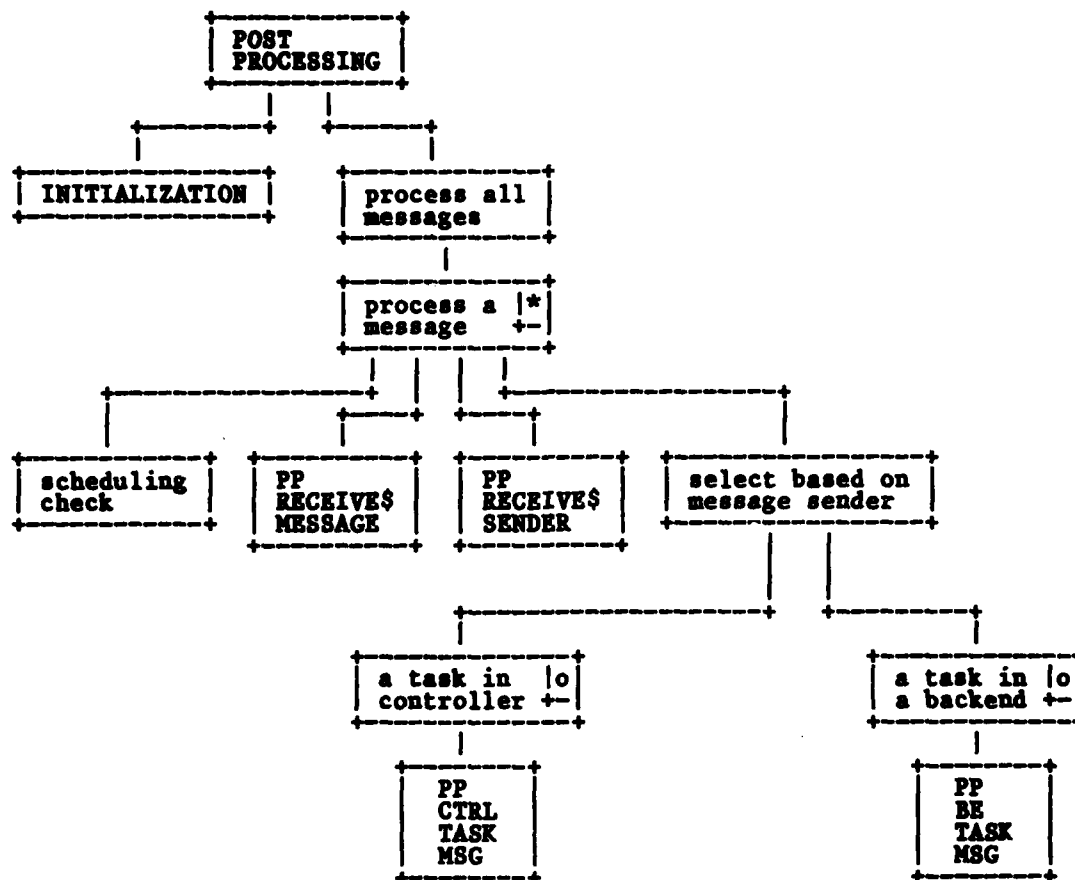 POST
PROCESSING
INITIALIZATION
process all
messages
process a *
message
scheduling
check
PP
RECEIVE$
MESSAGE
PP
RECEIVE$
SENDER
select based on
message sender
a task in o
controller
a task in o
a backend
PP
CTRL
TASK
MSG
PP
BE
TASK
MSG